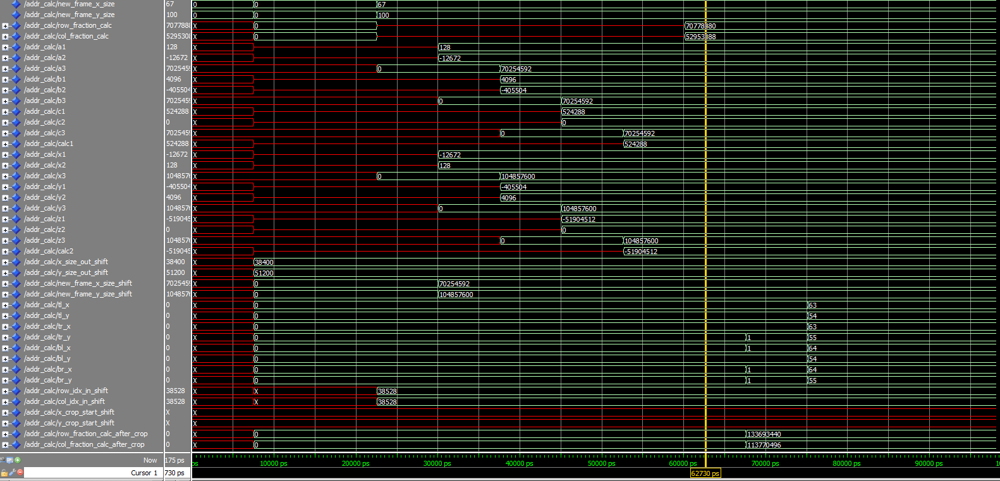 /addr_calc/new_frame_x_size 67 0 0 67
/addr_calc/new_frame_y_size 100 0 0 100
/addr_calc/row_fraction_calc 7077888 X 0 70778880
/addr_calc/col_fraction_calc 5295308 X 0 52953088
/addr_calc/a1 128 X 128
/addr_calc/a2 -12672 X -12672
/addr_calc/a3 7025459 X 0 70254592
/addr_calc/b1 4096 X 4096
/addr_calc/b2 -405504 X -405504
/addr_calc/b3 7025459 X 0 70254592
/addr_calc/c1 524288 X 524288
/addr_calc/c2 0 X 0
/addr_calc/c3 7025459 X 0 70254592
/addr_calc/calc1 524288 X 524288
/addr_calc/x1 -12672 X -12672
/addr_calc/x2 128 X 128
/addr_calc/x3 1048576 X 0 104857600
/addr_calc/y1 -405504 X -405504
/addr_calc/y2 4096 X 4096
/addr_calc/y3 1048576 X 0 104857600
/addr_calc/z1 -519045 X -51904512
/addr_calc/z2 0 X 0
/addr_calc/z3 1048576 X 0 104857600
/addr_calc/calc2 -519045 X -51904512
/addr_calc/x_size_out_shift 38400 X 38400
/addr_calc/y_size_out_shift 51200 X 51200
/addr_calc/new_frame_x_size_shift 7025459 X 0 70254592
/addr_calc/new_frame_y_size_shift 1048576 X 0 104857600
/addr_calc/tl_x 0 X 0 63
/addr_calc/tl_y 0 X 0 54
/addr_calc/tr_x 0 X 0 63
/addr_calc/tr_y 0 X 0 1 55
/addr_calc/bl_x 0 X 0 1 64
/addr_calc/bl_y 0 X 0 54
/addr_calc/br_x 0 X 0 1 64
/addr_calc/br_y 0 X 0 1 55
/addr_calc/row_idx_in_shift 38528 X X 38528
/addr_calc/col_idx_in_shift 38528 X X 38528
/addr_calc/x_crop_start_shift X X
/addr_calc/y_crop_start_shift X X
/addr_calc/row_fraction_calc_after_crop 0 X 0 133693440
/addr_calc/col_fraction_calc_after_crop 0 X 0 113770496
Now 175 ps ps 10000 ps 20000 ps 30000 ps 40000 ps 50000 ps 60000 ps 70000 ps 80000 ps 90000 ps 1
Cursor 1 730 ps 62730 ps